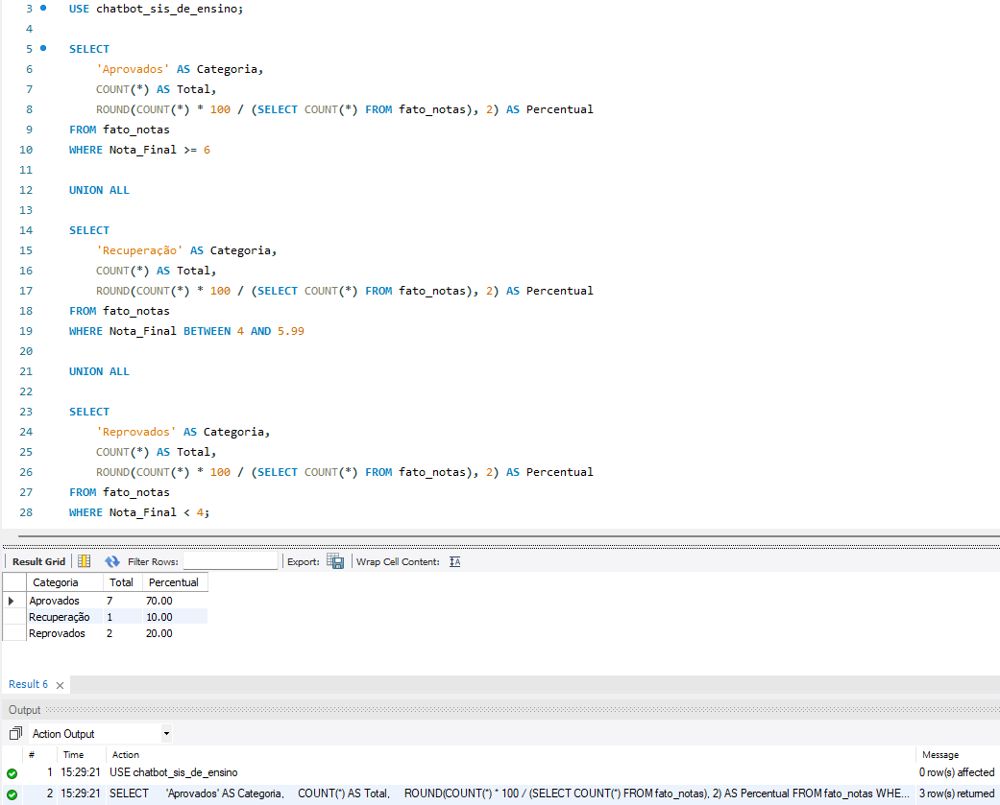 3 USE chatbot_sis_de_ensino;
4
5 SELECT
6 'Aprovados' AS Categoria,
7 COUNT(*) AS Total,
8 ROUND(COUNT(*) * 100 / (SELECT COUNT(*) FROM fato_notas), 2) AS Percentual
9 FROM fato_notas
10 WHERE Nota_Final >= 6
11
12 UNION ALL
13
14 SELECT
15 'Recuperação' AS Categoria,
16 COUNT(*) AS Total,
17 ROUND(COUNT(*) * 100 / (SELECT COUNT(*) FROM fato_notas), 2) AS Percentual
18 FROM fato_notas
19 WHERE Nota_Final BETWEEN 4 AND 5.99
20
21 UNION ALL
22
23 SELECT
24 'Reprovados' AS Categoria,
25 COUNT(*) AS Total,
26 ROUND(COUNT(*) * 100 / (SELECT COUNT(*) FROM fato_notas), 2) AS Percentual
27 FROM fato_notas
28 WHERE Nota_Final < 4;
Result Grid Filter Rows: Export: Wrap Cell Content:
Categoria Total Percentual
Aprovados 7 70.00
Recuperação 1 10.00
Reprovados 2 20.00
Result 6
Output
Action Output
# Time Action Message
1 15:29:21 USE chatbot_sis_de_ensino 0 row(s) affected
2 15:29:21 SELECT 'Aprovados' AS Categoria, COUNT(*) AS Total, ROUND(COUNT(*) * 100 / (SELECT COUNT(*) FROM fato_notas), 2) AS Percentual FROM fato_notas WHE... 3 row(s) returned